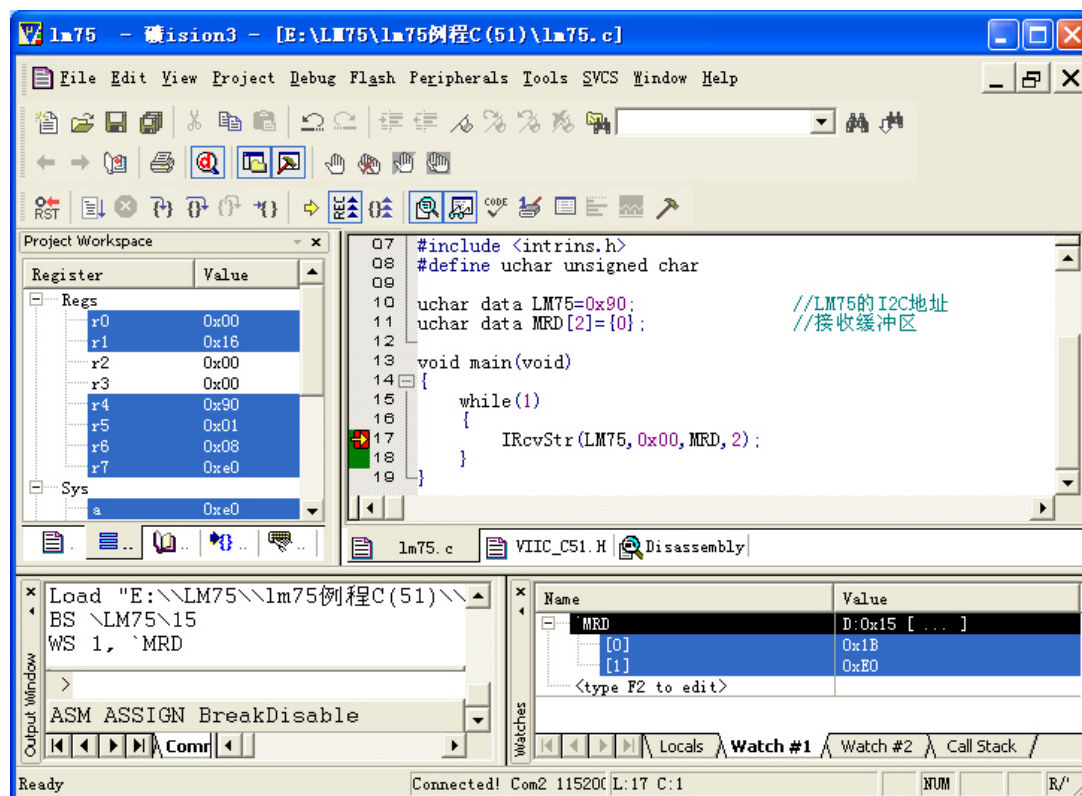 lm75 - 礦ision3 - [E:\LM75\lm75例程C(51)\lm75.c]
File Edit View Project Debug Flash Peripherals Tools SVCS Window Help
RST REC CODE
Project Workspace
Register Value
Regs
r0 0x00
r1 0x16
r2 0x00
r3 0x00
r4 0x90
r5 0x01
r6 0x08
r7 0xe0
Sys
a 0xe0
07 #include <intrins.h>
08 #define uchar unsigned char
09
10 uchar data LM75=0x90; //LM75的I2C地址
11 uchar data MRD[2]={0}; //接收缓冲区
12
13 void main(void)
14 {
15 while(1)
16 {
17 IRcvStr(LM75,0x00,MRD,2);
18 }
19 }
lm75.c VIIC_C51.H Disassembly
Load "E:\\LM75\\lm75例程C(51)\\
BS \LM75\15
WS 1, `MRD
>
ASM ASSIGN BreakDisable
Output Window
Comm
Name Value
`MRD D:0x15 [ ... ]
[0] 0x1B
[1] 0xE0
<type F2 to edit>
Watches
Locals Watch #1 Watch #2 Call Stack
Ready Connected! Com2 115200 L:17 C:1 NUM R/